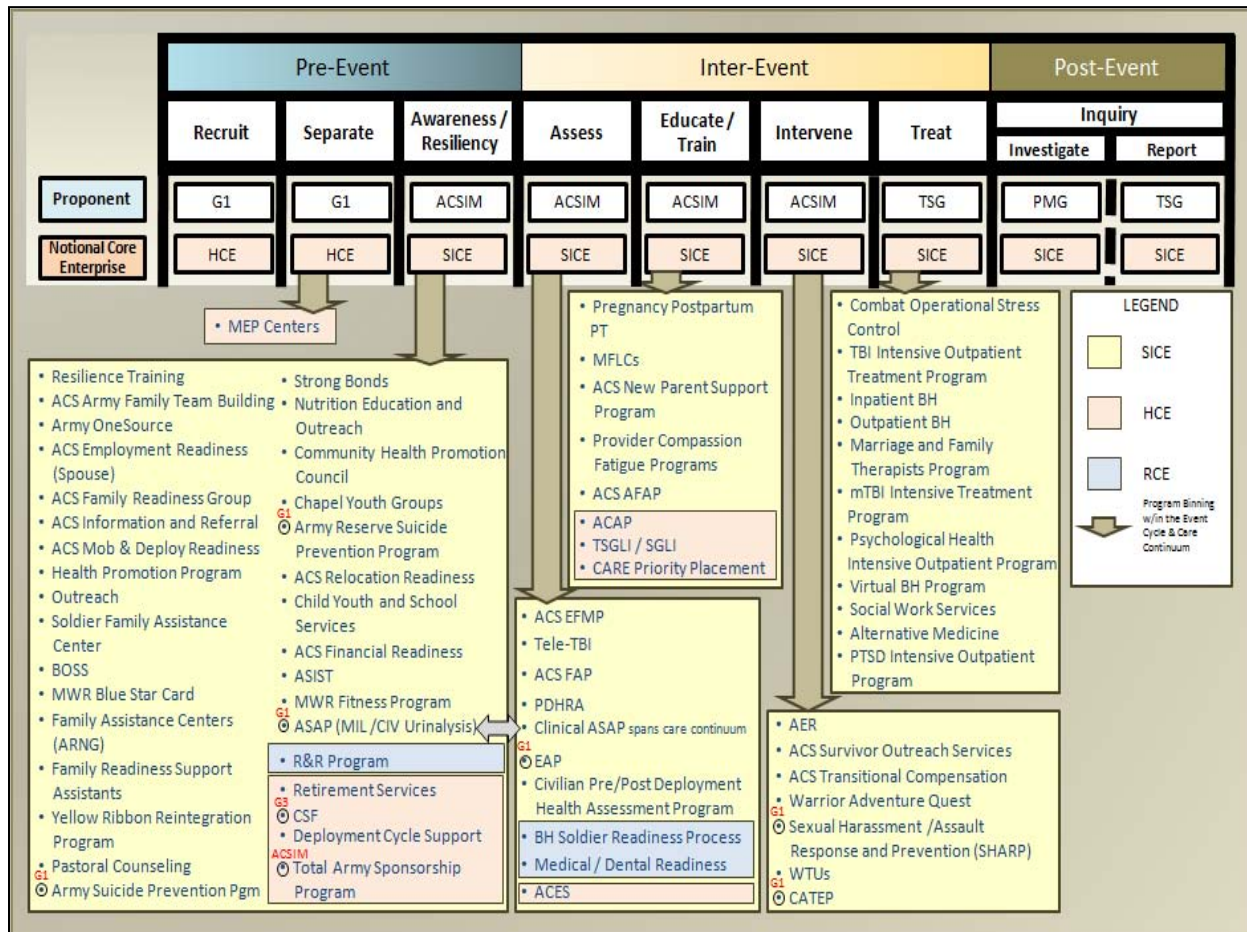 Pre-Event
Inter-Event
Post-Event
Recruit
Separate
Awareness /
Resiliency
Assess
Educate /
Train
Intervene
Treat
Inquiry
Investigate
Report
Proponent
G1
G1
ACSIM
ACSIM
ACSIM
ACSIM
TSG
PMG
TSG
Notional Core
Enterprise
HCE
HCE
SICE
SICE
SICE
SICE
SICE
SICE
SICE
• MEP Centers
• Resilience Training
• ACS Army Family Team Building
• Army OneSource
• ACS Employment Readiness
(Spouse)
• ACS Family Readiness Group
• ACS Information and Referral
• ACS Mob & Deploy Readiness
• Health Promotion Program
• Outreach
• Soldier Family Assistance
Center
• BOSS
• MWR Blue Star Card
• Family Assistance Centers
(ARNG)
• Family Readiness Support
Assistants
• Yellow Ribbon Reintegration
Program
• Pastoral Counseling
G1
Army Suicide Prevention Pgm
• Strong Bonds
• Nutrition Education and
Outreach
• Community Health Promotion
Council
• Chapel Youth Groups
G1
Army Reserve Suicide
Prevention Program
• ACS Relocation Readiness
• Child Youth and School
Services
• ACS Financial Readiness
• ASIST
• MWR Fitness Program
G1
ASAP (MIL /CIV Urinalysis)
• R&R Program
• Retirement Services
G3
CSF
• Deployment Cycle Support
ACSIM
Total Army Sponsorship
Program
• Pregnancy Postpartum
PT
• MFLCs
• ACS New Parent Support
Program
• Provider Compassion
Fatigue Programs
• ACS AFAP
• ACAP
• TSGLI / SGLI
• CARE Priority Placement
• ACS EFMP
• Tele-TBI
• ACS FAP
• PDHRA
• Clinical ASAP spans care continuum
G1
EAP
• Civilian Pre/Post Deployment
Health Assessment Program
• BH Soldier Readiness Process
• Medical / Dental Readiness
• ACES
• Combat Operational Stress
Control
• TBI Intensive Outpatient
Treatment Program
• Inpatient BH
• Outpatient BH
• Marriage and Family
Therapists Program
• mTBI Intensive Treatment
Program
• Psychological Health
Intensive Outpatient Program
• Virtual BH Program
• Social Work Services
• Alternative Medicine
• PTSD Intensive Outpatient
Program
• AER
• ACS Survivor Outreach Services
• ACS Transitional Compensation
• Warrior Adventure Quest
G1
Sexual Harassment /Assault
Response and Prevention (SHARP)
• WTUs
G1
CATEP
LEGEND
SICE
HCE
RCE
Program Binning
w/in the Event
Cycle & Care
Continuum